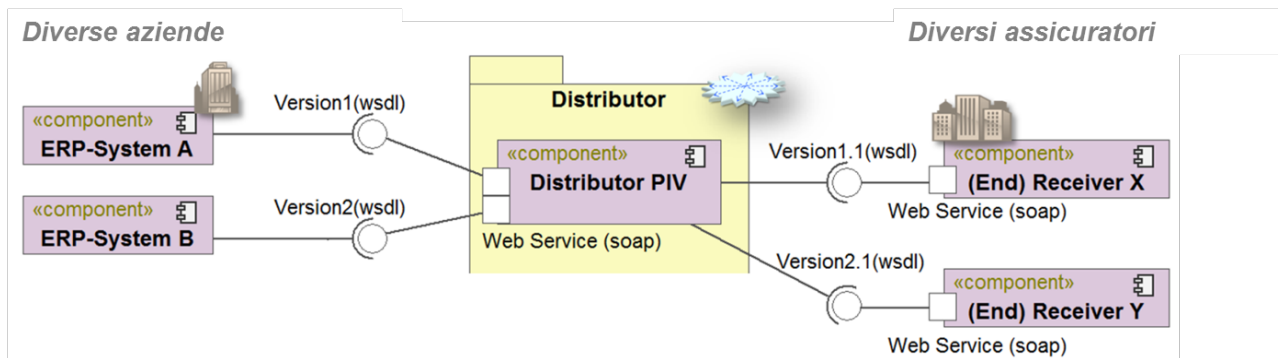 Diverse aziende
Diversi assicuratori
«component»
ERP-System A
Version1(wsdl)
Distributor
«component»
Distributor PIV
Version1.1(wsdl)
«component»
(End) Receiver X
Web Service (soap)
«component»
ERP-System B
Version2(wsdl)
Web Service (soap)
Version2.1(wsdl)
«component»
(End) Receiver Y
Web Service (soap)